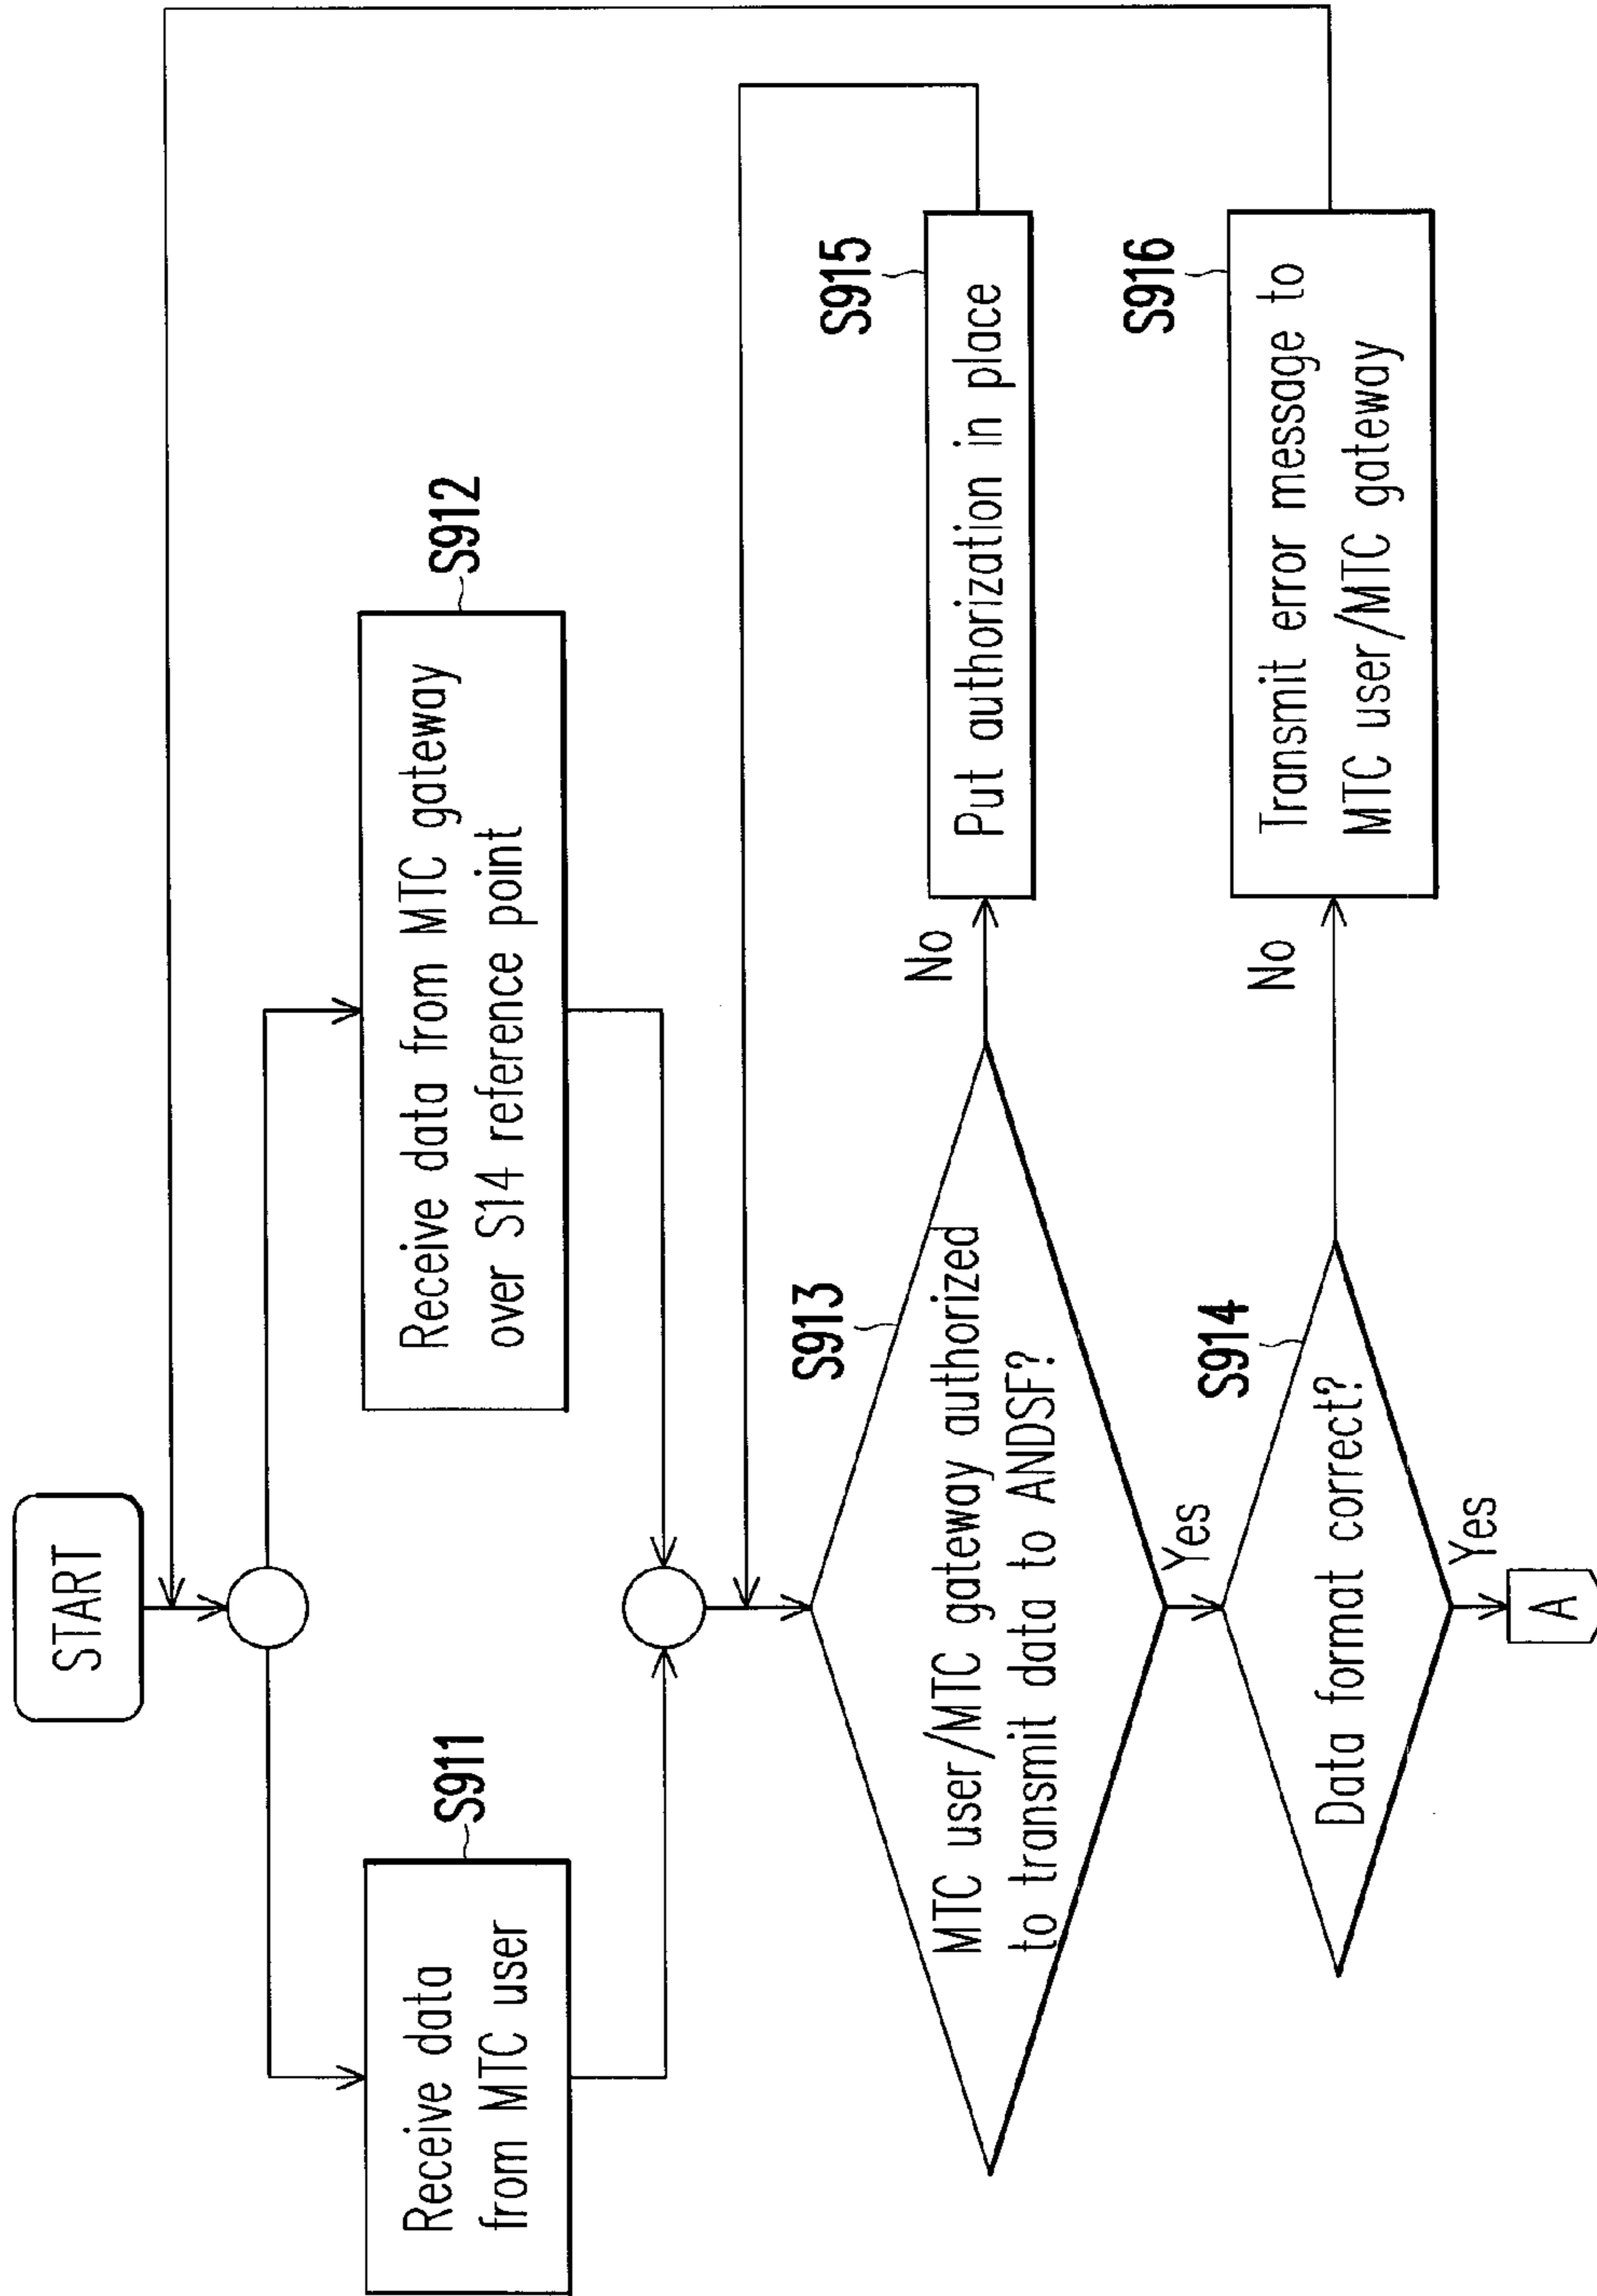 START
S911
Receive data
from MTC user
S912
Receive data from MTC gateway
over S14 reference point
S913
MTC user/MTC gateway authorized
to transmit data to ANDSF?
No
S915
Put authorization in place
Yes
S914
Data format correct?
No
S916
Transmit error message to
MTC user/MTC gateway
Yes
A